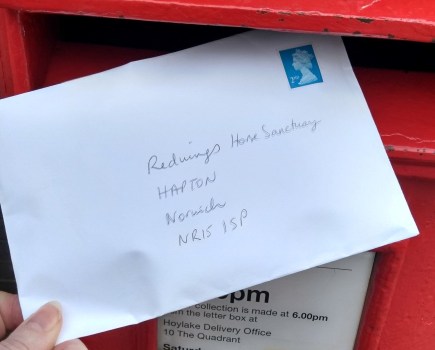 2nd
Redwings Horse Sanctuary
HAPTON
Norwich
NR15 1SP
pm
collection is made at 6.00pm
the letter box at
Hoylake Delivery Office
10 The Quadrant